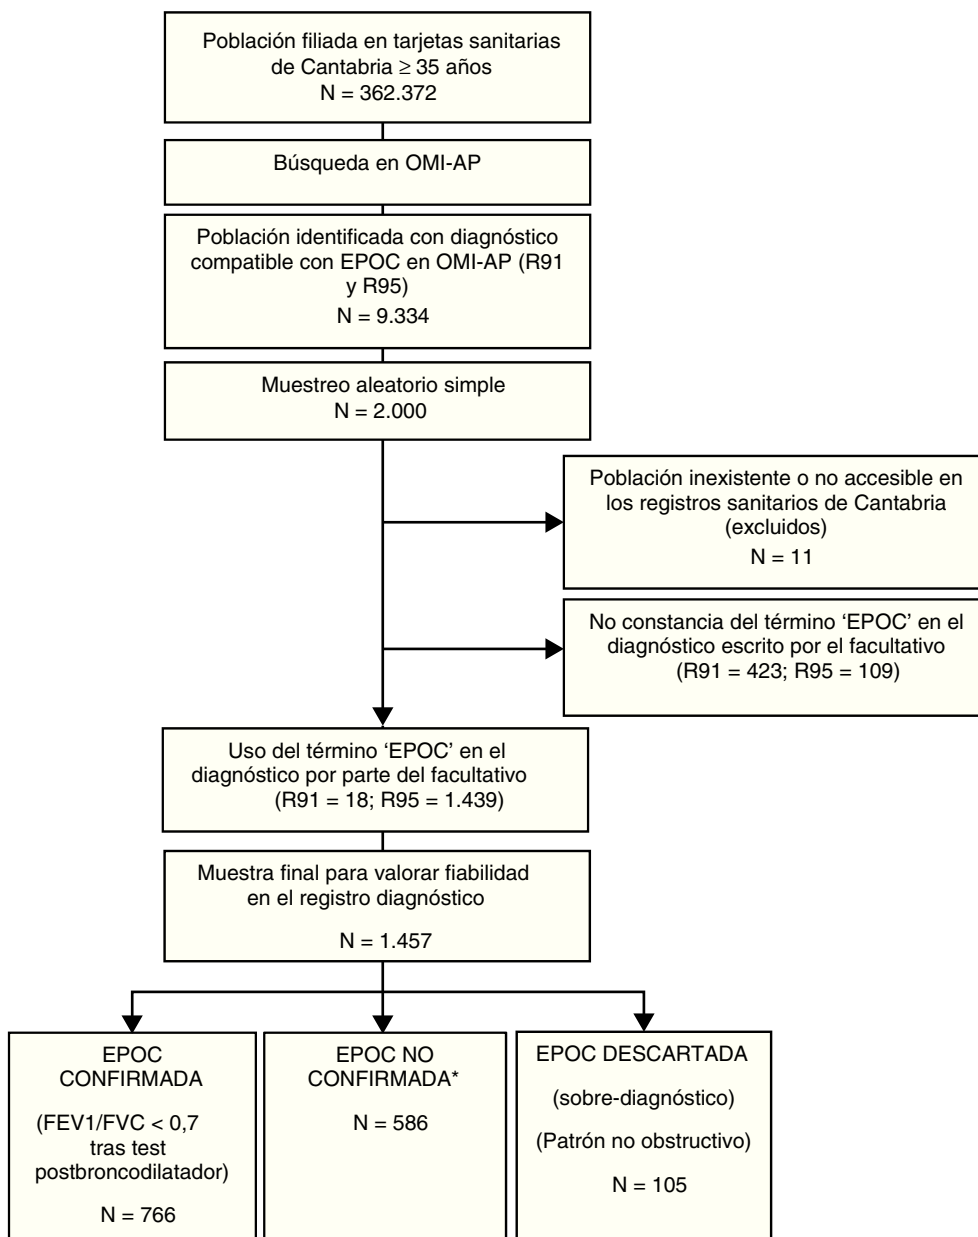 Población filiada en tarjetas sanitarias
de Cantabria ≥ 35 años
N = 362.372
Búsqueda en OMI-AP
Población identificada con diagnóstico
compatible con EPOC en OMI-AP (R91
y R95)
N = 9.334
Muestreo aleatorio simple
N = 2.000
Población inexistente o no accesible en
los registros sanitarios de Cantabria
(excluidos)
N = 11
No constancia del término ‘EPOC’ en el
diagnóstico escrito por el facultativo
(R91 = 423; R95 = 109)
Uso del término ‘EPOC’ en el
diagnóstico por parte del facultativo
(R91 = 18; R95 = 1.439)
Muestra final para valorar fiabilidad
en el registro diagnóstico
N = 1.457
EPOC
CONFIRMADA
(FEV1/FVC < 0,7
tras test
postbroncodilatador)
N = 766
EPOC NO
CONFIRMADA*
N = 586
EPOC DESCARTADA
(sobre-diagnóstico)
(Patrón no obstructivo)
N = 105